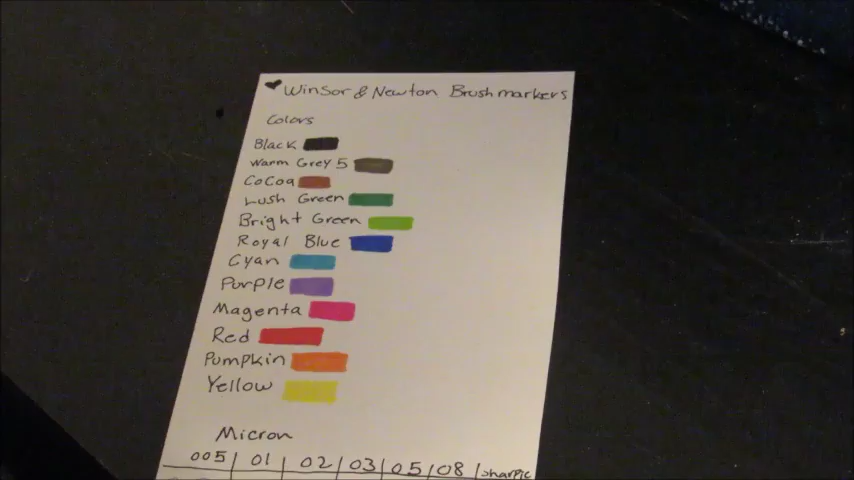 Winsor & Newton Brushmarkers
Colors
Black
Warm Grey 5
CoCoa
Lush Green
Bright Green
Royal Blue
Cyan
Purple
Magenta
Red
Pumpkin
Yellow
Micron
005 | 01 | 02 | 03 | 05 | 08 | sharpie